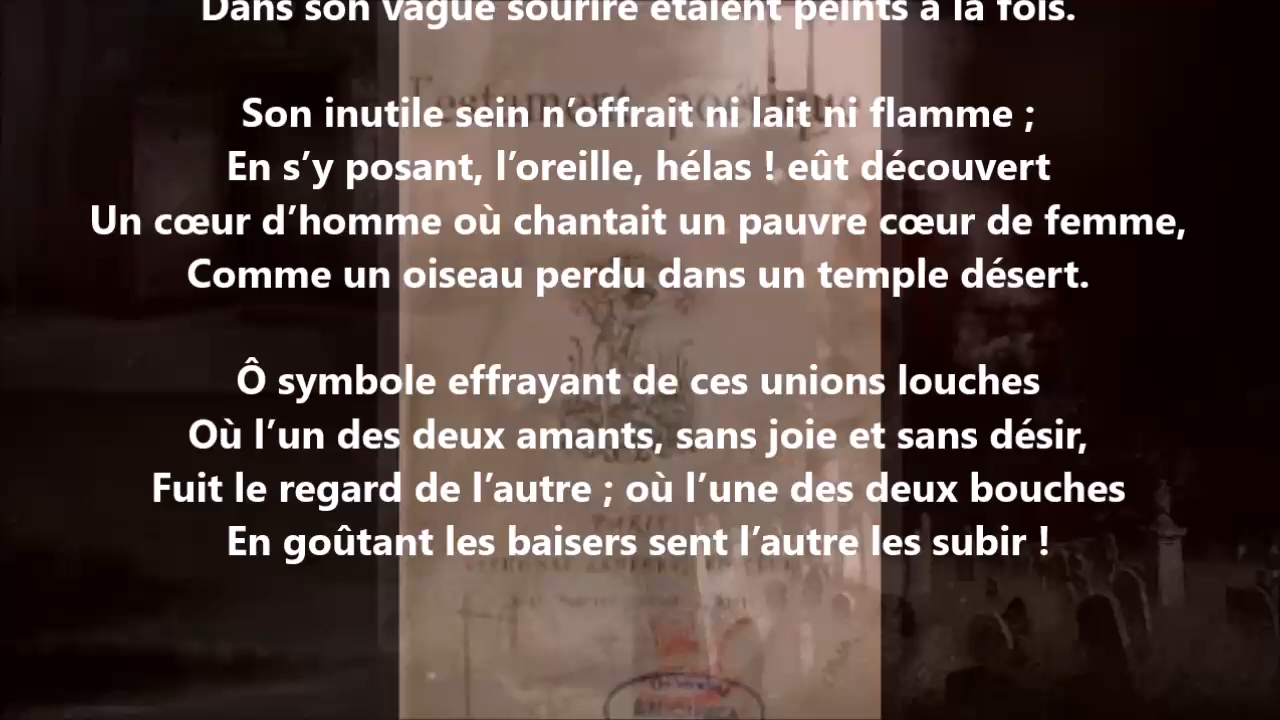 Dans son vague sourire étaient peints à la fois.
Son inutile sein n’offrait ni lait ni flamme ;
En s’y posant, l’oreille, hélas ! eût découvert
Un cœur d’homme où chantait un pauvre cœur de femme,
Comme un oiseau perdu dans un temple désert.
Ô symbole effrayant de ces unions louches
Où l’un des deux amants, sans joie et sans désir,
Fuit le regard de l’autre ; où l’une des deux bouches
En goûtant les baisers sent l’autre les subir !
PARIS